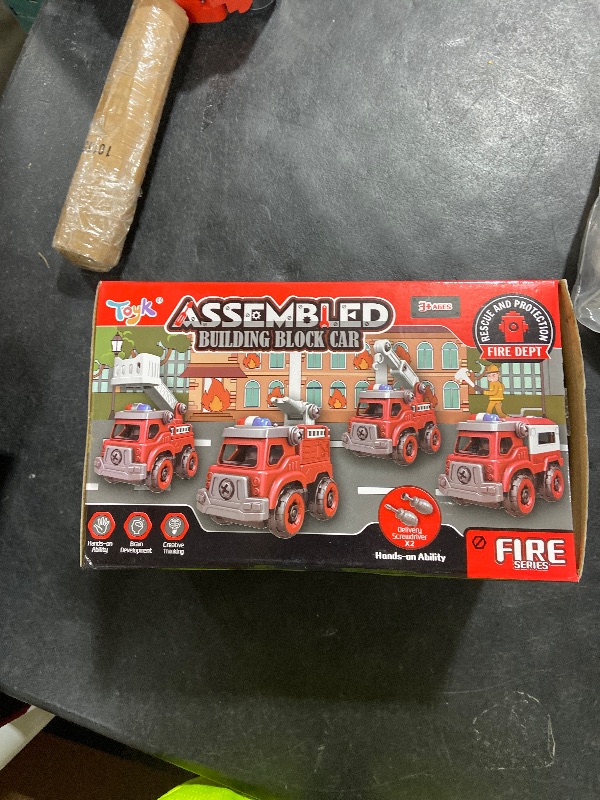 Toyk
ASSEMBLED
BUILDING BLOCK CAR
3+ AGES
RESCUE AND PROTECTION
FIRE DEPT
Hands-on
Ability
Brain
Development
Creative
Thinking
Delivery
Screwdriver
X2
Hands-on Ability
FIRE
SERIES